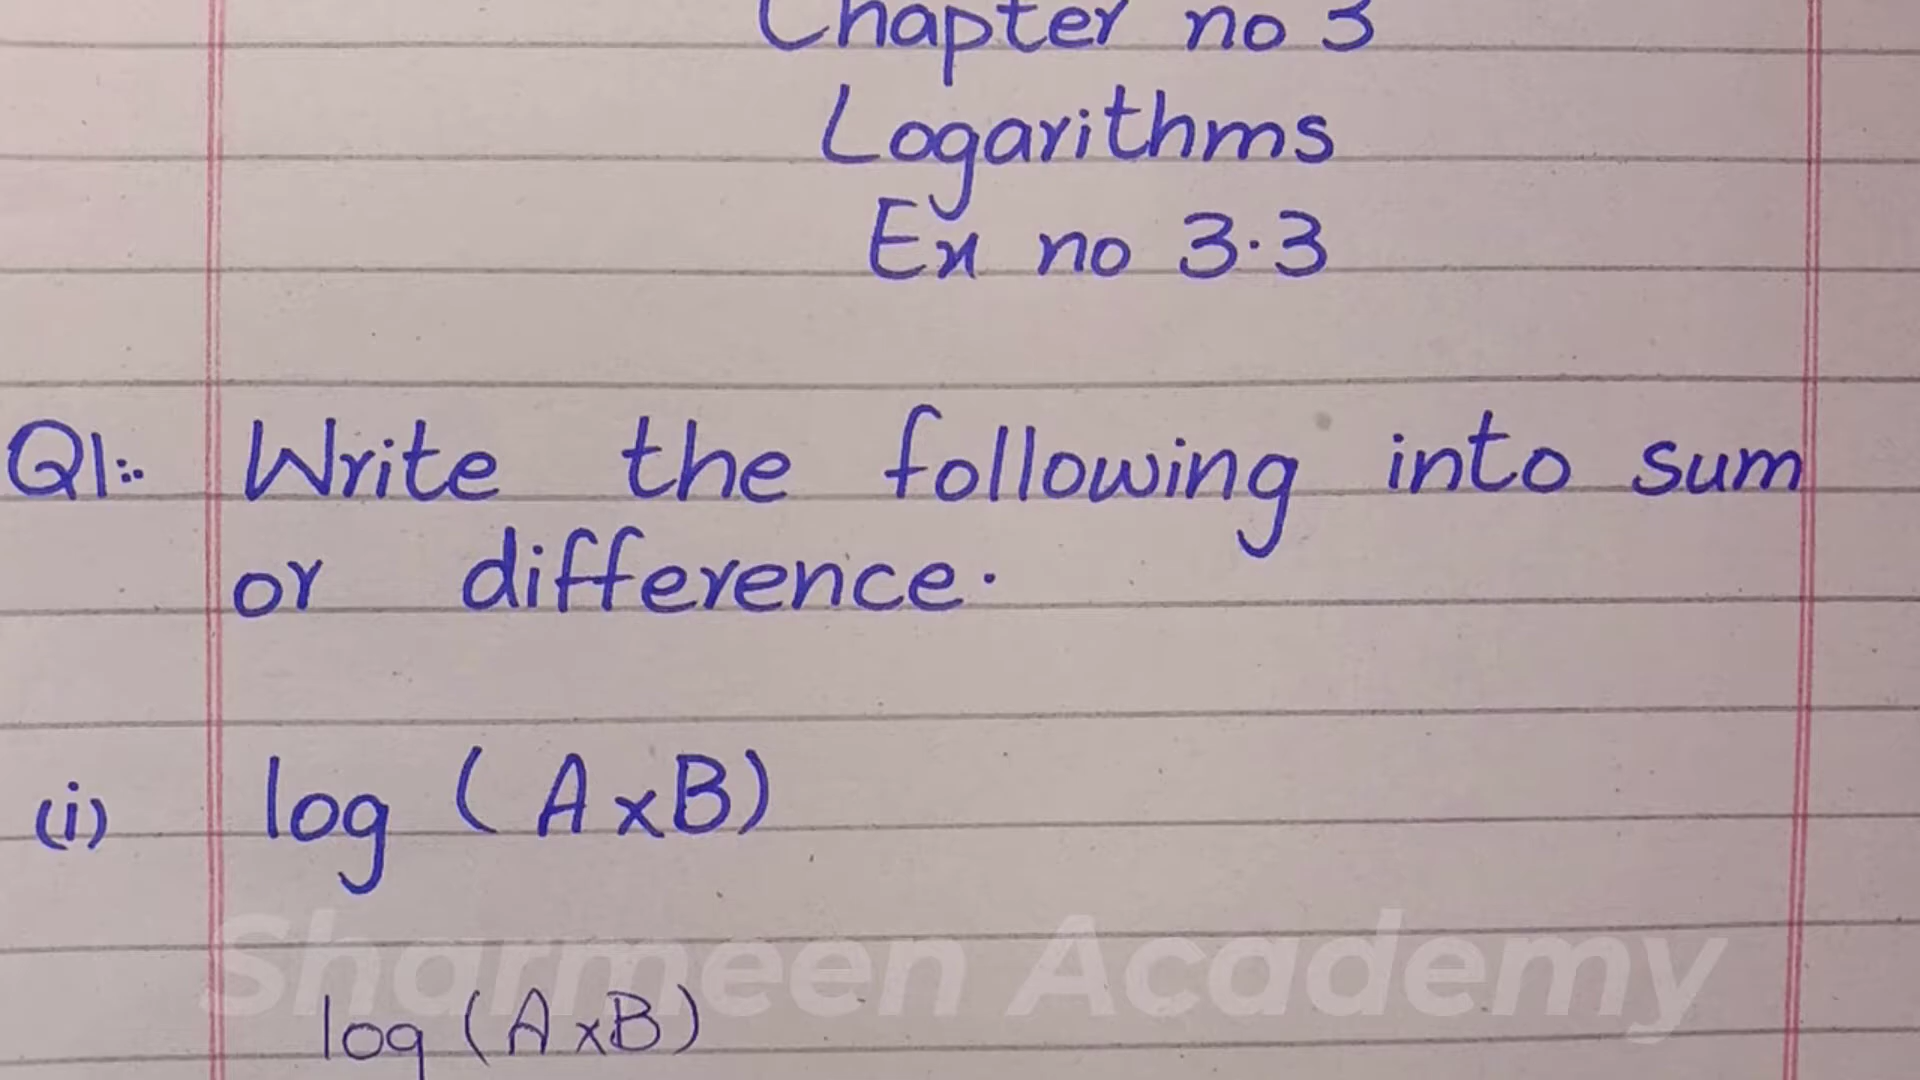 Chapter no 3
Logarithms
Ex no 3.3
Q1:. Write the following into sum
or difference.
(i) log (A×B)
Sharmeen Academy
log (A×B)